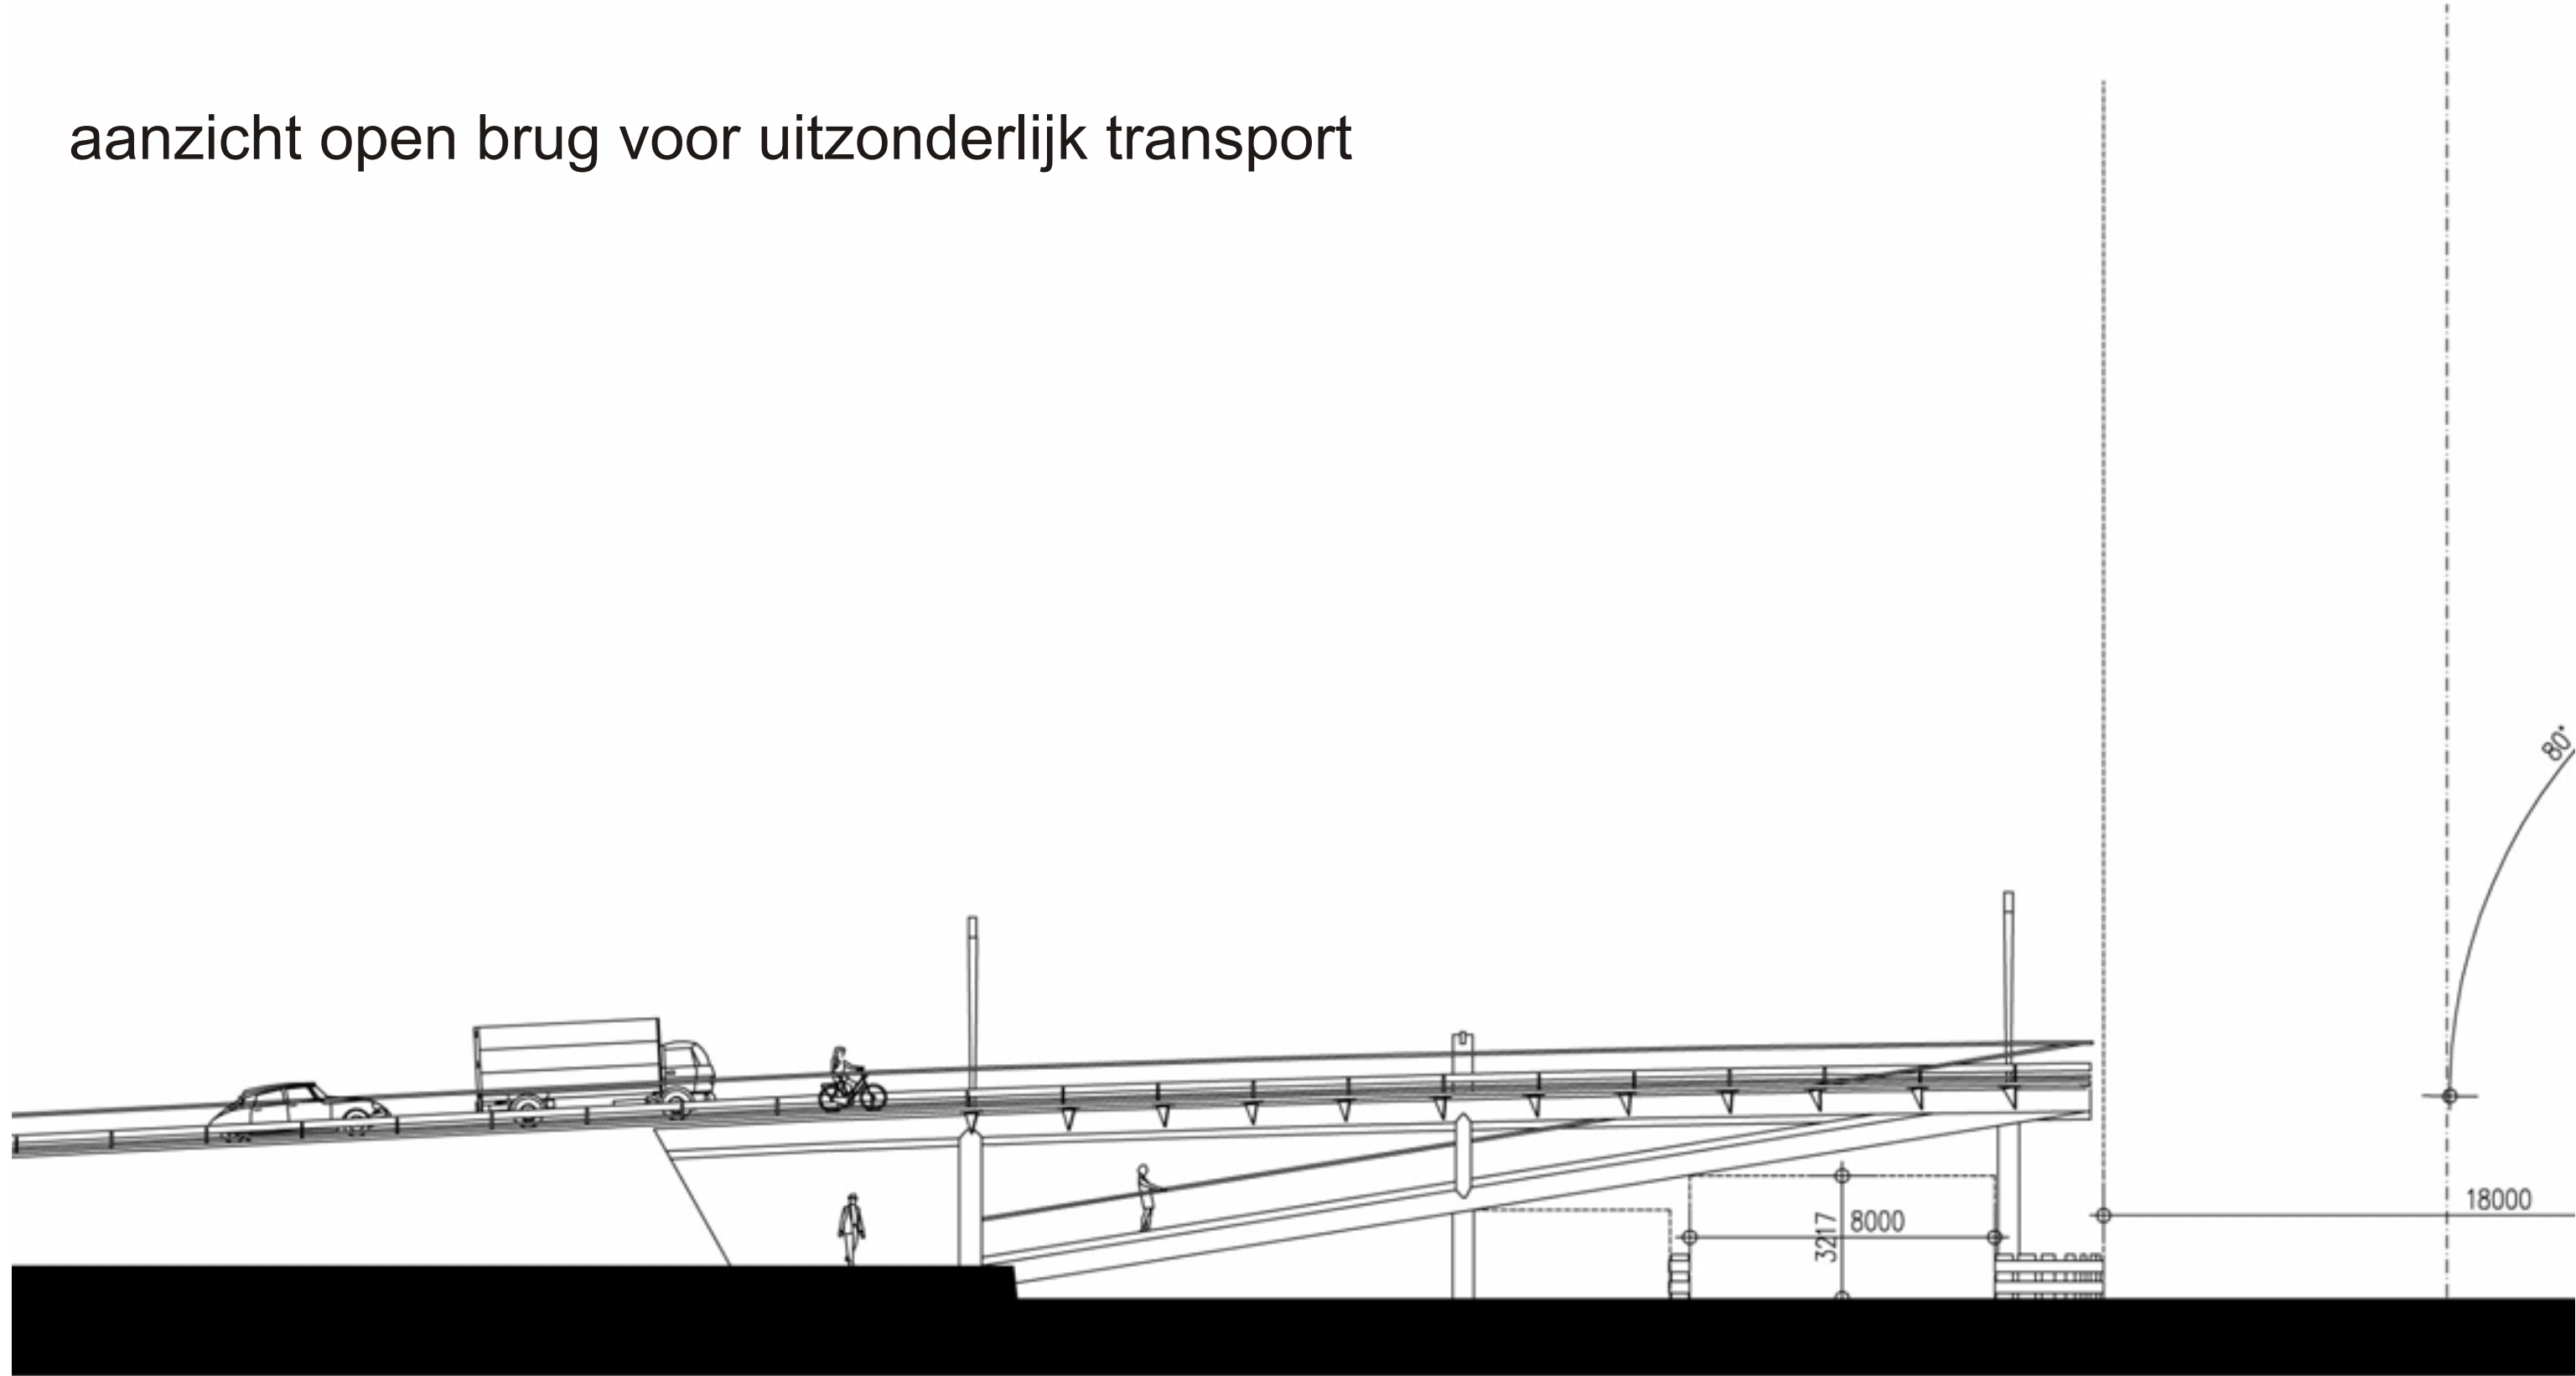 aanzicht open brug voor uitzonderlijk transport
80°
18000
8000
3217